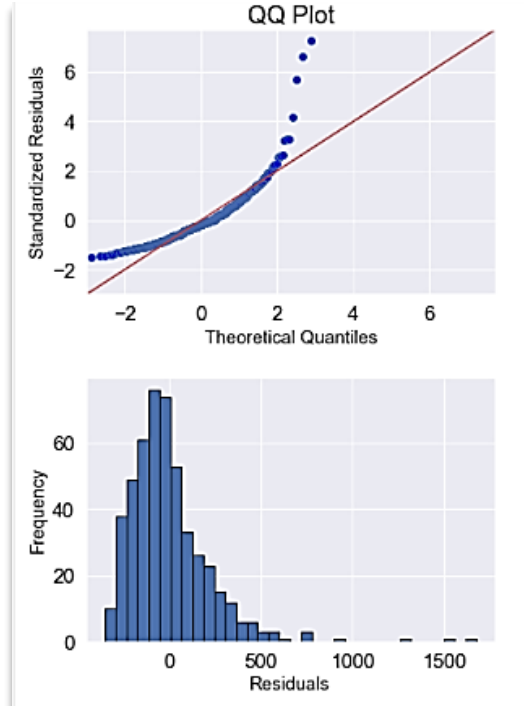 QQ Plot
6
4
2
0
−2
Standardized Residuals
−2 0 2 4 6
Theoretical Quantiles
60
40
20
0
Frequency
0 500 1000 1500
Residuals